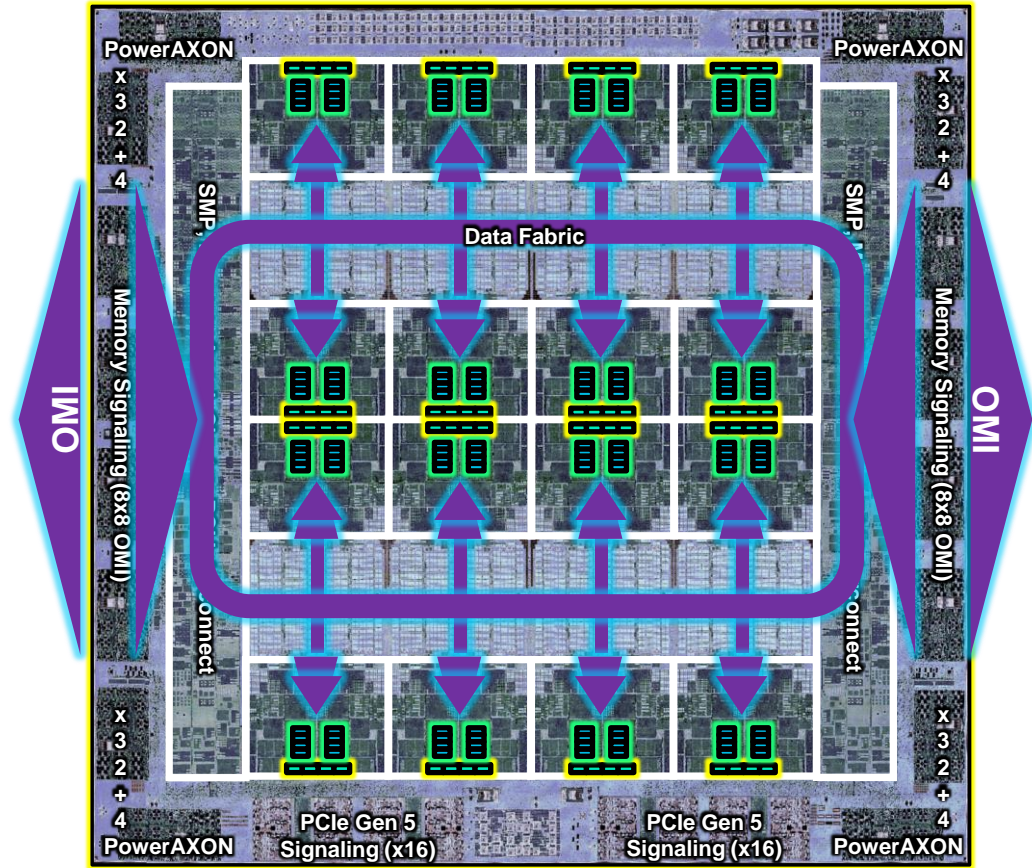 PowerAXON
PowerAXON
x
3
2
+
4
x
3
2
+
4
SMP,
SMP,
Data Fabric
OMI
Memory Signaling (8x8 OMI)
Memory Signaling (8x8 OMI)
OMI
x
3
2
+
4
x
3
2
+
4
PCIe Gen 5
Signaling (x16)
PCIe Gen 5
Signaling (x16)
PowerAXON
PowerAXON